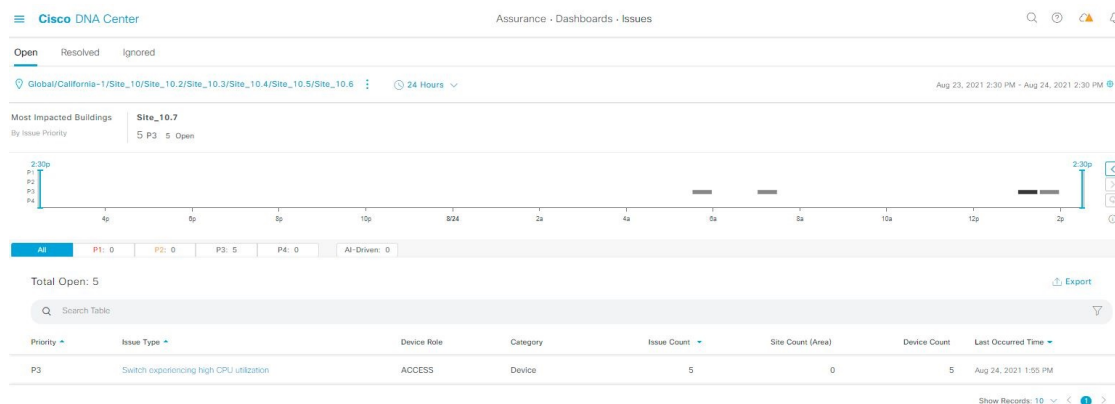 Cisco DNA Center
Assurance · Dashboards · Issues
Open Resolved Ignored
Global/California-1/Site_10/Site_10.2/Site_10.3/Site_10.4/Site_10.5/Site_10.6 24 Hours Aug 23, 2021 2:30 PM - Aug 24, 2021 2:30 PM
Most Impacted Buildings Site_10.7
By Issue Priority 5 P3 5 Open
2:30p 2:30p
P1
P2
P3
P4
4p 6p 8p 10p 8/24 2a 4a 6a 8a 10a 12p 2p
All P1: 0 P2: 0 P3: 5 P4: 0 AI-Driven: 0
Total Open: 5 Export
Search Table
Priority Issue Type Device Role Category Issue Count Site Count (Area) Device Count Last Occurred Time
P3 Switch experiencing high CPU utilization ACCESS Device 5 0 5 Aug 24, 2021 1:55 PM
Show Records: 10 1